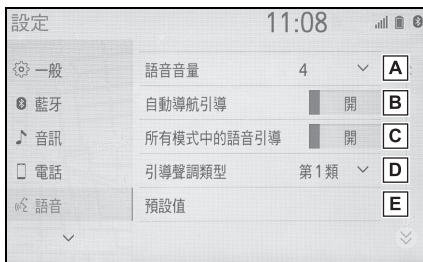 設定 11:08
一般 語音音量 4 A
藍牙 自動導航引導 開 B
音訊 所有模式中的語音引導 開 C
電話 引導聲調類型 第1類 D
語音 預設值 E